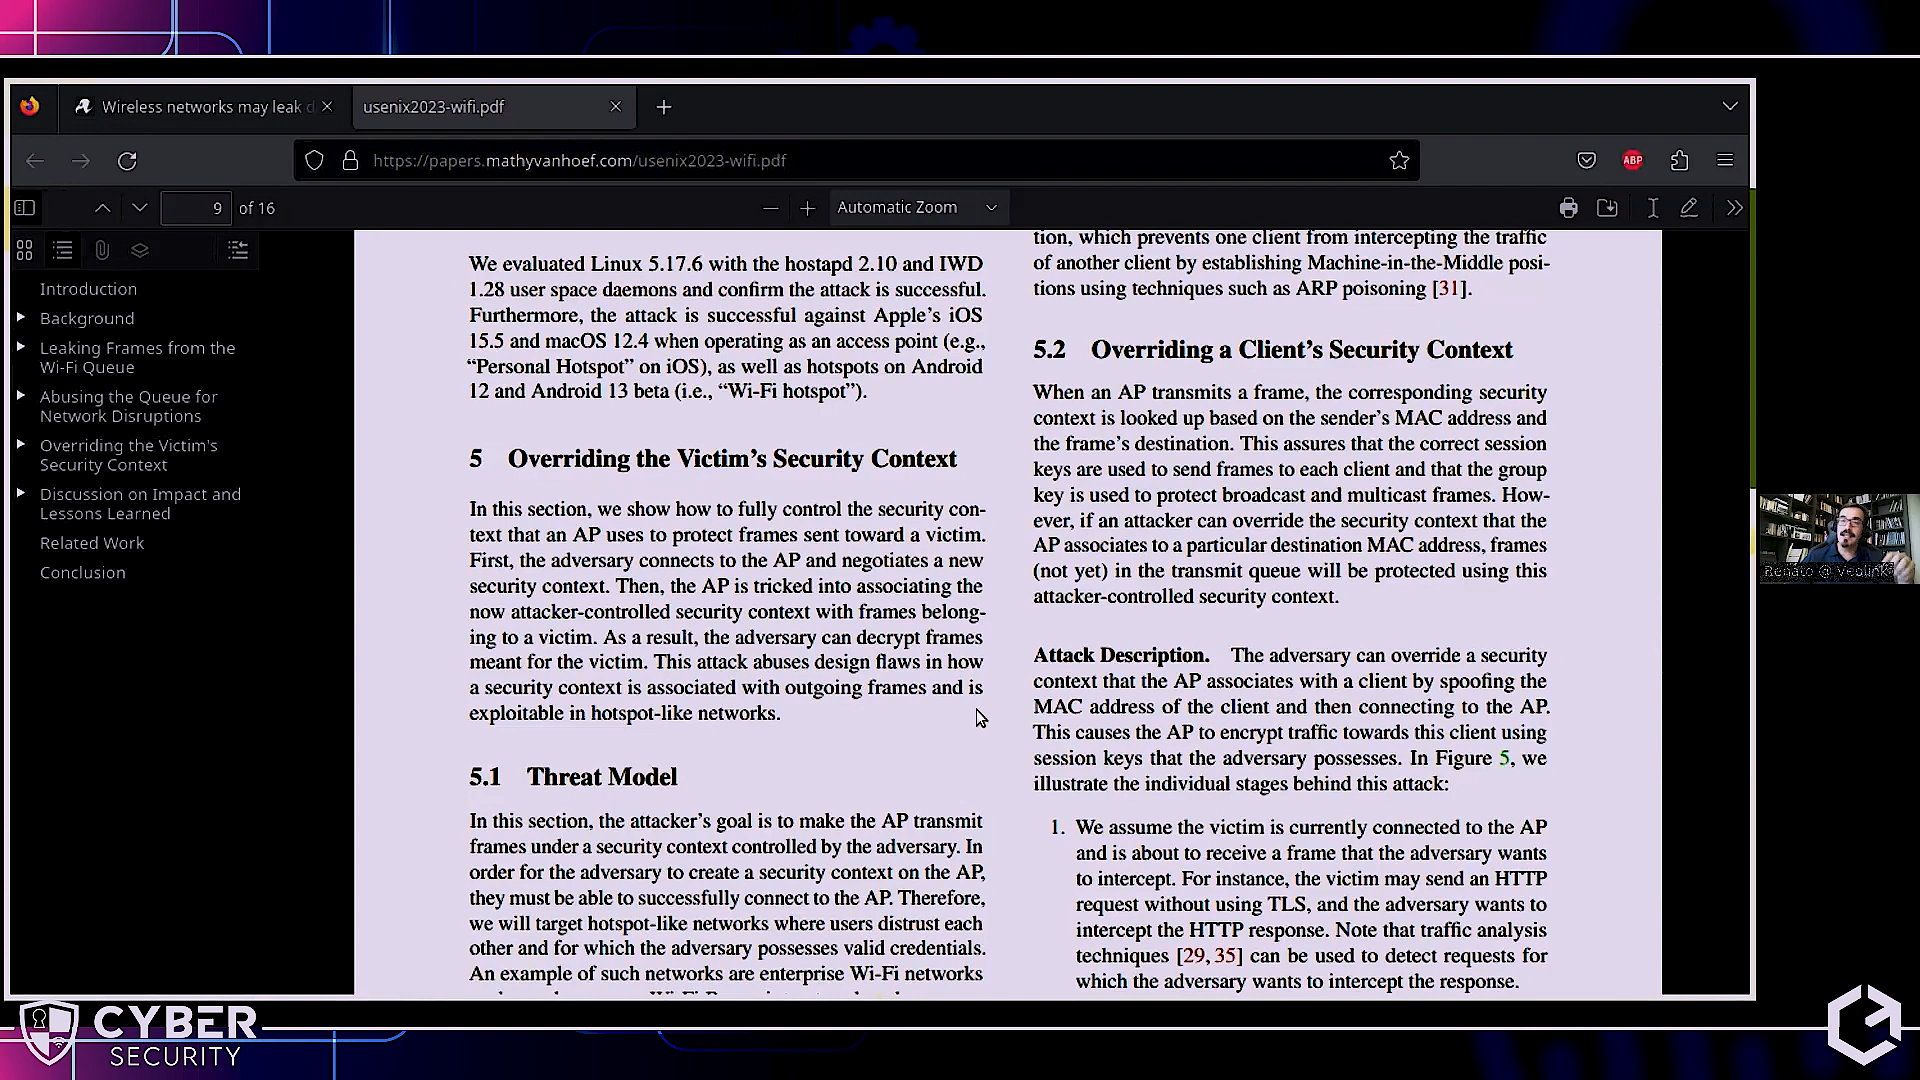 Wireless networks may leak d
usenix2023-wifi.pdf
https://papers.mathyvanhoef.com/usenix2023-wifi.pdf
ABP
9 of 16
Automatic Zoom
Introduction
Background
Leaking Frames from the
Wi-Fi Queue
Abusing the Queue for
Network Disruptions
Overriding the Victim's
Security Context
Discussion on Impact and
Lessons Learned
Related Work
Conclusion
We evaluated Linux 5.17.6 with the hostapd 2.10 and IWD
1.28 user space daemons and confirm the attack is successful.
Furthermore, the attack is successful against Apple's iOS
15.5 and macOS 12.4 when operating as an access point (e.g.,
“Personal Hotspot” on iOS), as well as hotspots on Android
12 and Android 13 beta (i.e., “Wi-Fi hotspot”).
5 Overriding the Victim's Security Context
In this section, we show how to fully control the security con-
text that an AP uses to protect frames sent toward a victim.
First, the adversary connects to the AP and negotiates a new
security context. Then, the AP is tricked into associating the
now attacker-controlled security context with frames belong-
ing to a victim. As a result, the adversary can decrypt frames
meant for the victim. This attack abuses design flaws in how
a security context is associated with outgoing frames and is
exploitable in hotspot-like networks.
5.1 Threat Model
In this section, the attacker's goal is to make the AP transmit
frames under a security context controlled by the adversary. In
order for the adversary to create a security context on the AP,
they must be able to successfully connect to the AP. Therefore,
we will target hotspot-like networks where users distrust each
other and for which the adversary possesses valid credentials.
An example of such networks are enterprise Wi-Fi networks
tion, which prevents one client from intercepting the traffic
of another client by establishing Machine-in-the-Middle posi-
tions using techniques such as ARP poisoning [31].
5.2 Overriding a Client's Security Context
When an AP transmits a frame, the corresponding security
context is looked up based on the sender's MAC address and
the frame's destination. This assures that the correct session
keys are used to send frames to each client and that the group
key is used to protect broadcast and multicast frames. How-
ever, if an attacker can override the security context that the
AP associates to a particular destination MAC address, frames
(not yet) in the transmit queue will be protected using this
attacker-controlled security context.
Attack Description. The adversary can override a security
context that the AP associates with a client by spoofing the
MAC address of the client and then connecting to the AP.
This causes the AP to encrypt traffic towards this client using
session keys that the adversary possesses. In Figure 5, we
illustrate the individual stages behind this attack:
1. We assume the victim is currently connected to the AP
and is about to receive a frame that the adversary wants
to intercept. For instance, the victim may send an HTTP
request without using TLS, and the adversary wants to
intercept the HTTP response. Note that traffic analysis
techniques [29, 35] can be used to detect requests for
which the adversary wants to intercept the response.
Renato @
CYBER
SECURITY